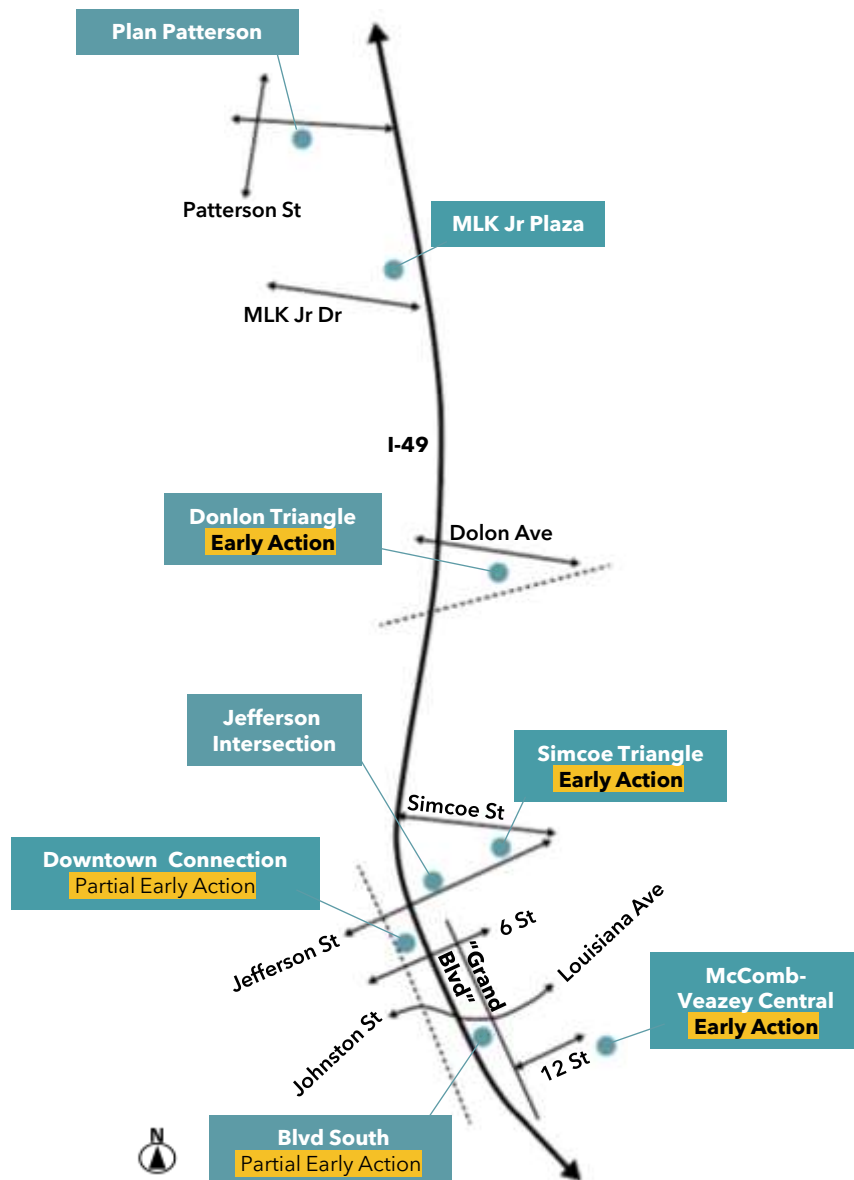 Plan Patterson
Patterson St
MLK Jr Plaza
MLK Jr Dr
I-49
Donlon Triangle
Early Action
Dolon Ave
Jefferson
Intersection
Simcoe Triangle
Early Action
Simcoe St
Downtown Connection
Partial Early Action
Jefferson St
6 St
"Grand
Blvd"
Louisiana Ave
McComb-
Veazey Central
Early Action
Johnston St
12 St
Blvd South
Partial Early Action
N